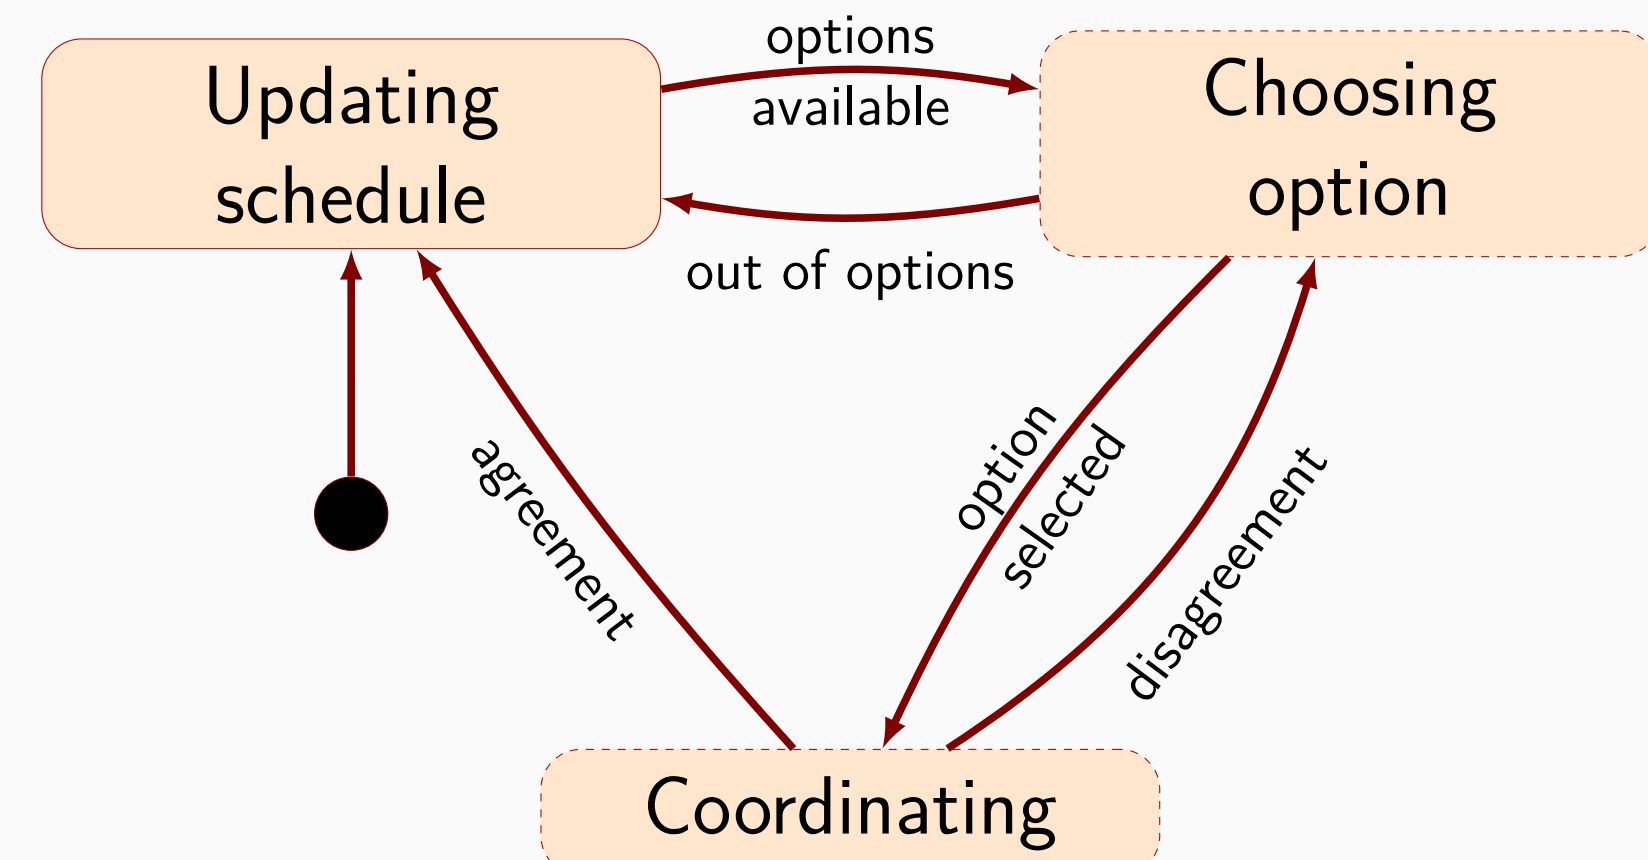 Updating
schedule
options
available
Choosing
option
out of options
agreement
option
selected
disagreement
Coordinating